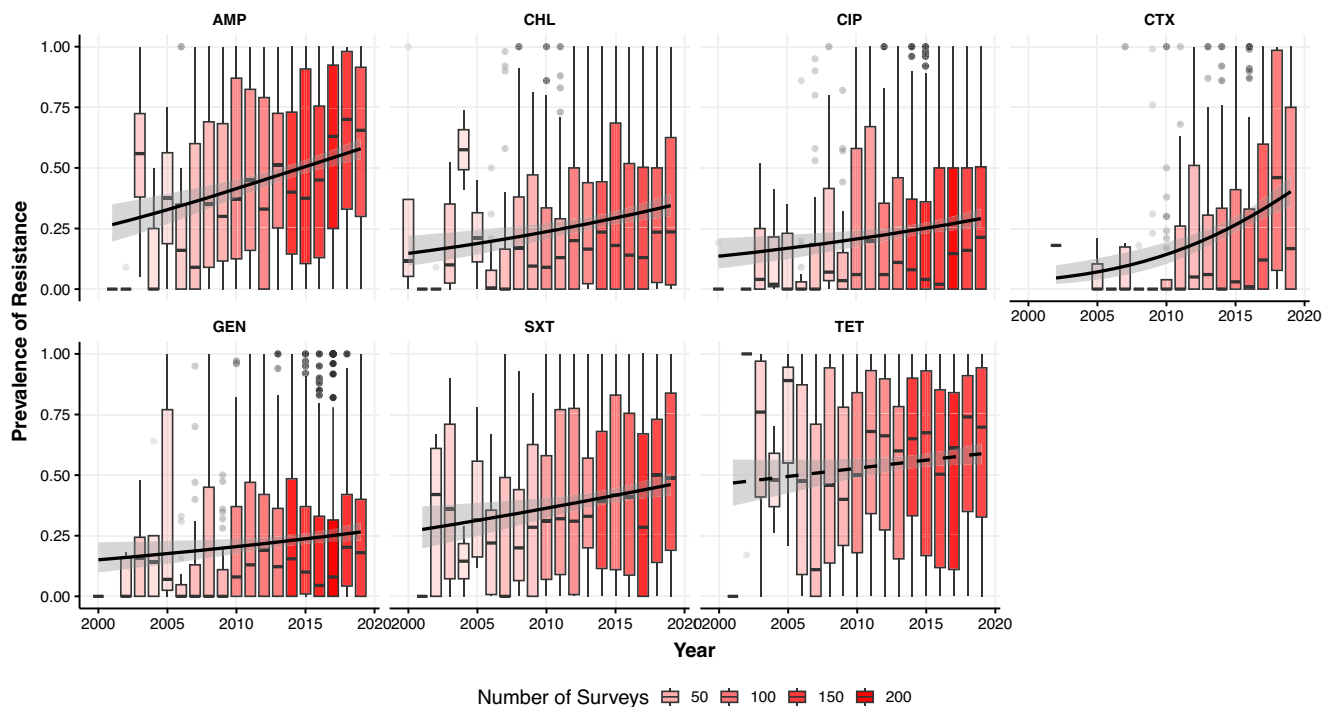 AMP CHL CIP CTX
1.00
0.75
0.50
0.25
0.00
2000 2005 2010 2015 2020
GEN SXT TET
1.00
0.75
0.50
0.25
0.00
2000 2005 2010 2015 2020 2000 2005 2010 2015 2020 2000 2005 2010 2015 2020
Prevalence of Resistance
Year
Number of Surveys 50 100 150 200